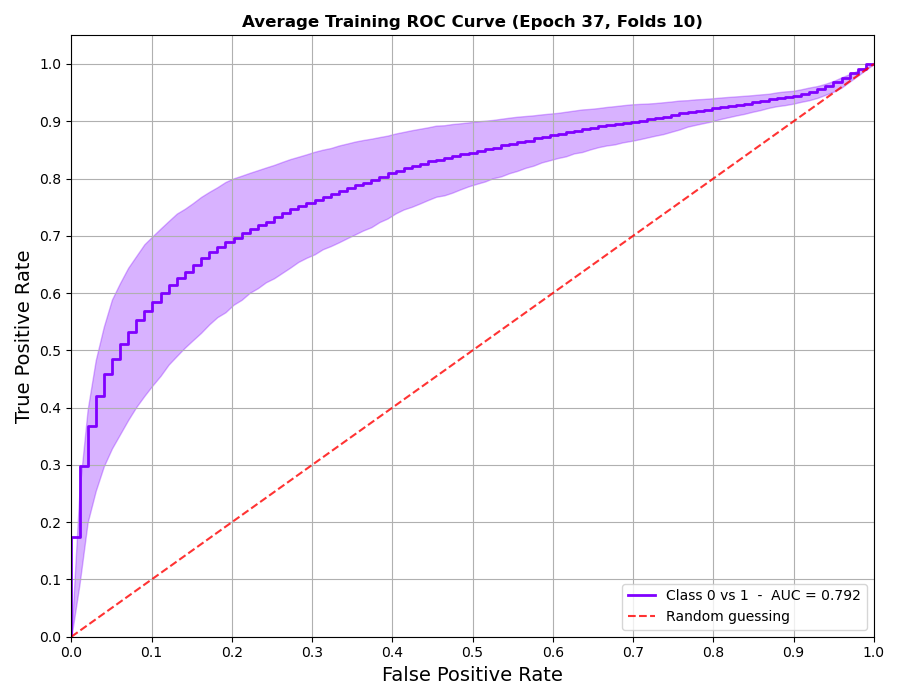 Average Training ROC Curve (Epoch 37, Folds 10)
True Positive Rate
1.0
0.9
0.8
0.7
0.6
0.5
0.4
0.3
0.2
0.1
0.0
0.0 0.1 0.2 0.3 0.4 0.5 0.6 0.7 0.8 0.9 1.0
False Positive Rate
Class 0 vs 1 - AUC = 0.792
Random guessing